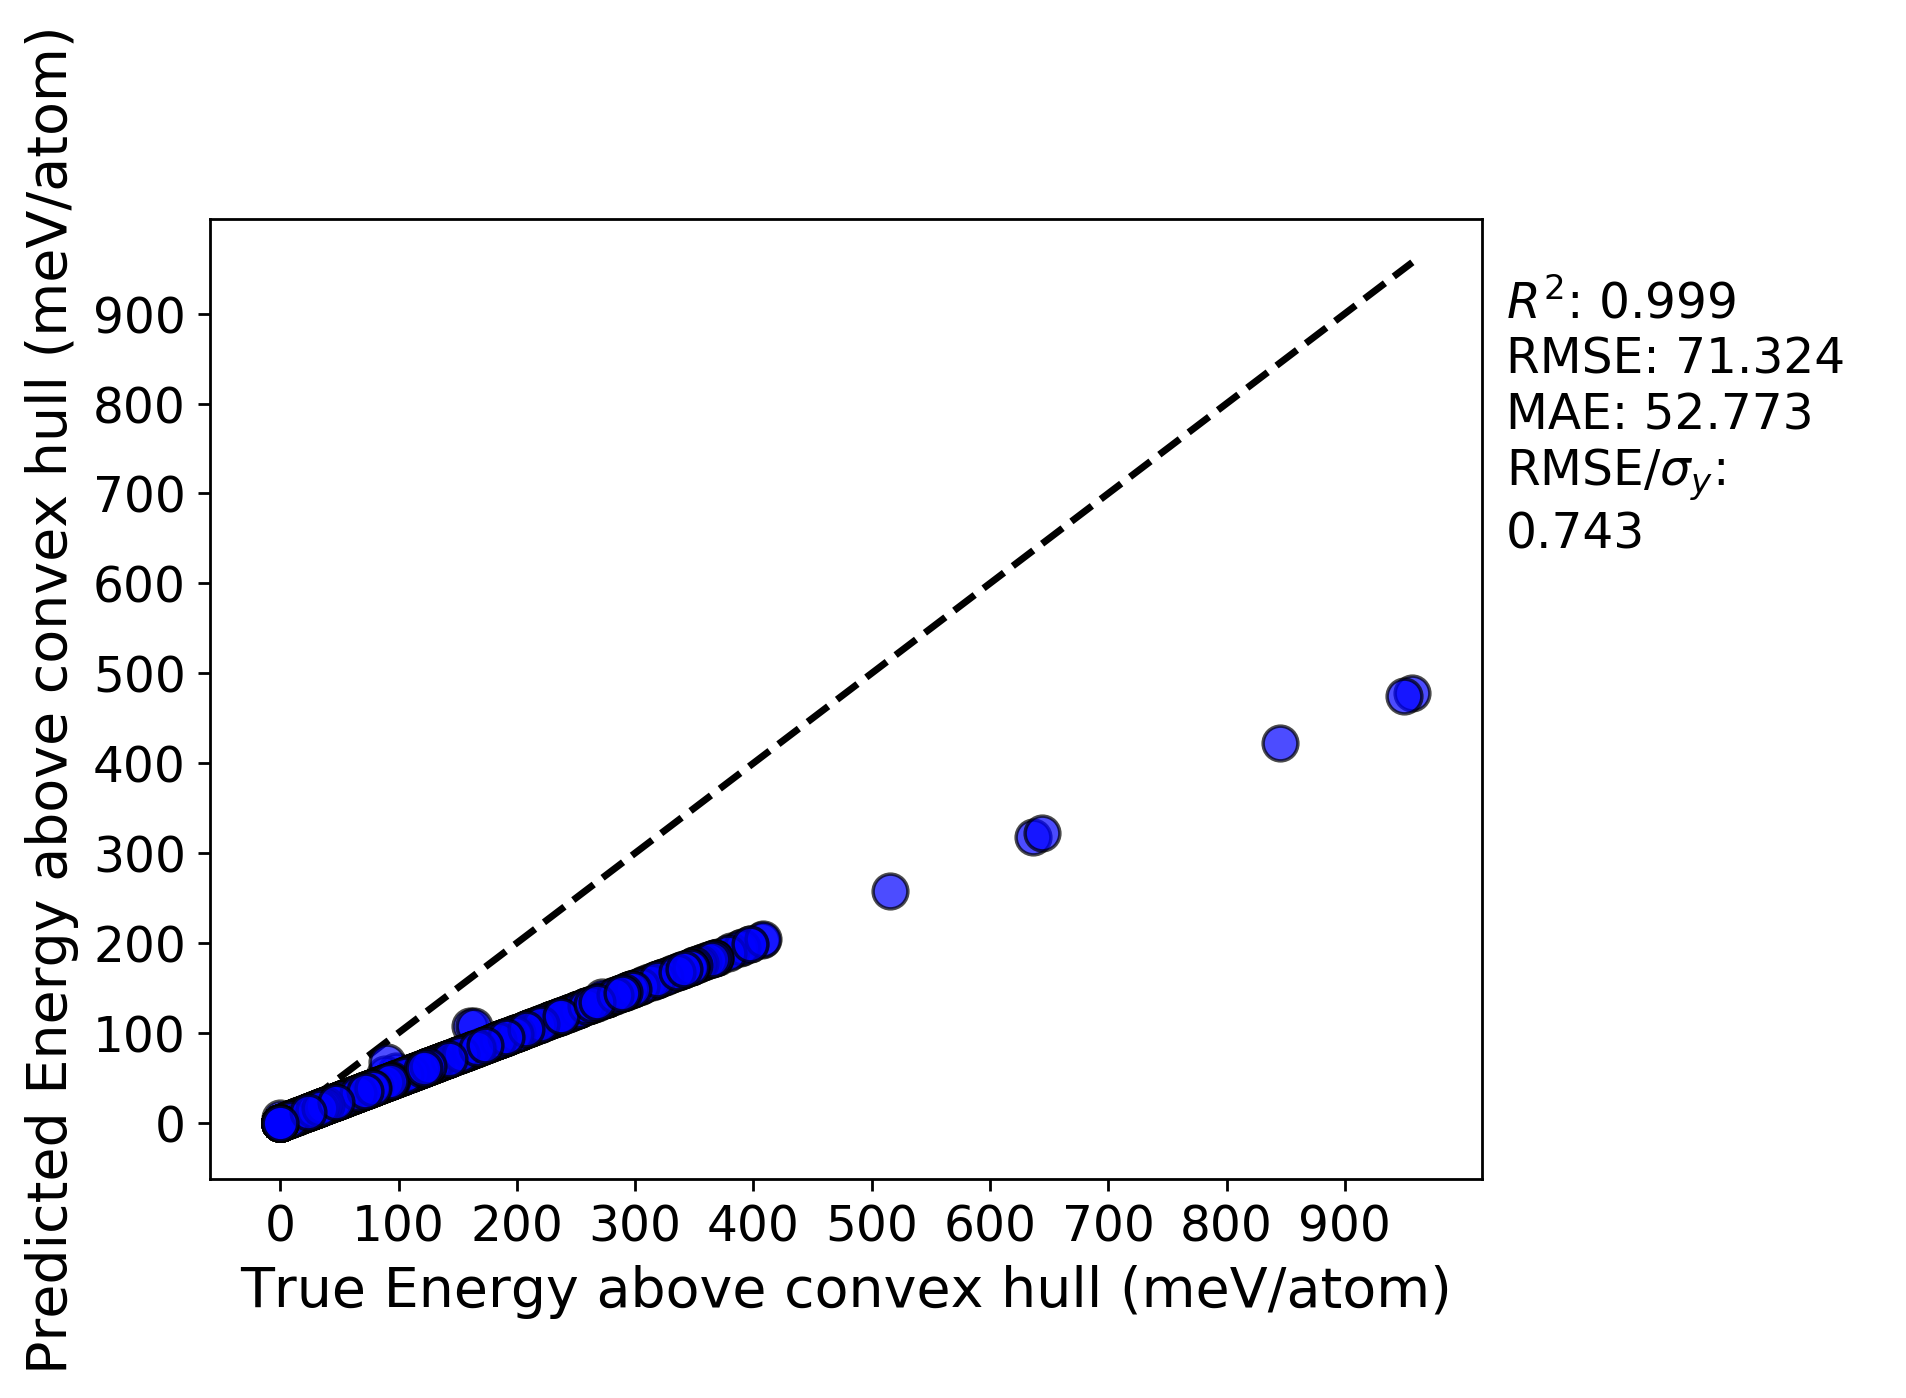 Predicted Energy above convex hull (meV/atom)
900
800
700
600
500
400
300
200
100
0
0 100 200 300 400 500 600 700 800 900
True Energy above convex hull (meV/atom)
R²: 0.999
RMSE: 71.324
MAE: 52.773
RMSE/σ_y:
0.743